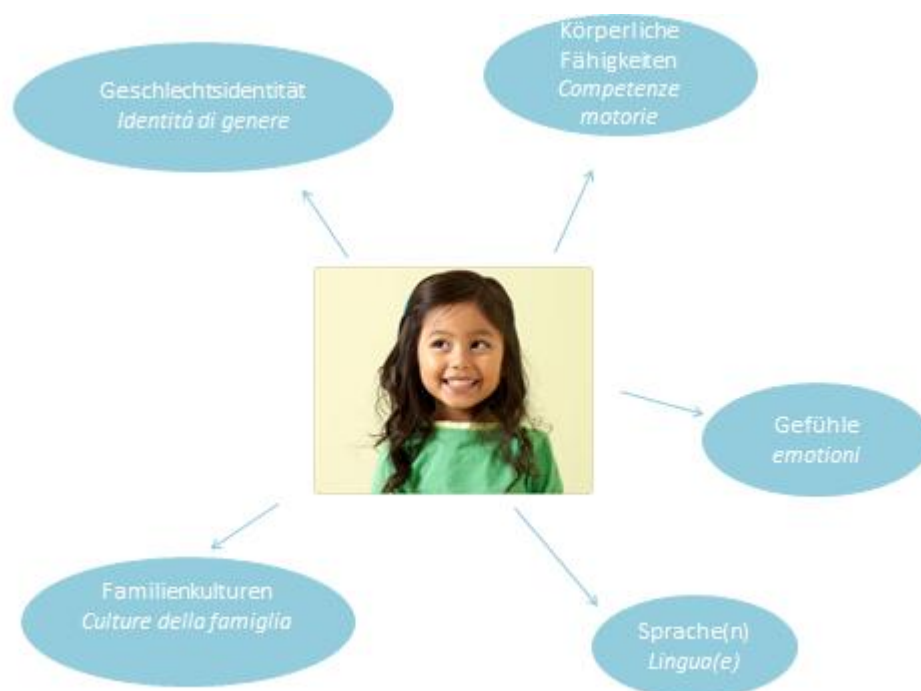 Geschlechtsidentität
Identità di genere
Körperliche
Fähigkeiten
Competenze
motorie
Gefühle
emotioni
Familienkulturen
Culture della famiglia
Sprache(n)
Lingua(e)